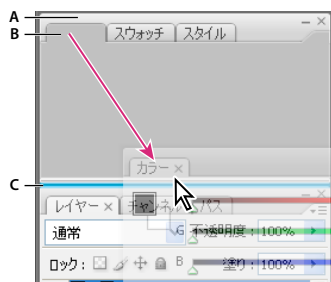 A
B
スウォッチ スタイル
カラー ×
C
レイヤー × チャンネル パス
通常 G 不透明度 : 100%
ロック : B 塗り : 100%